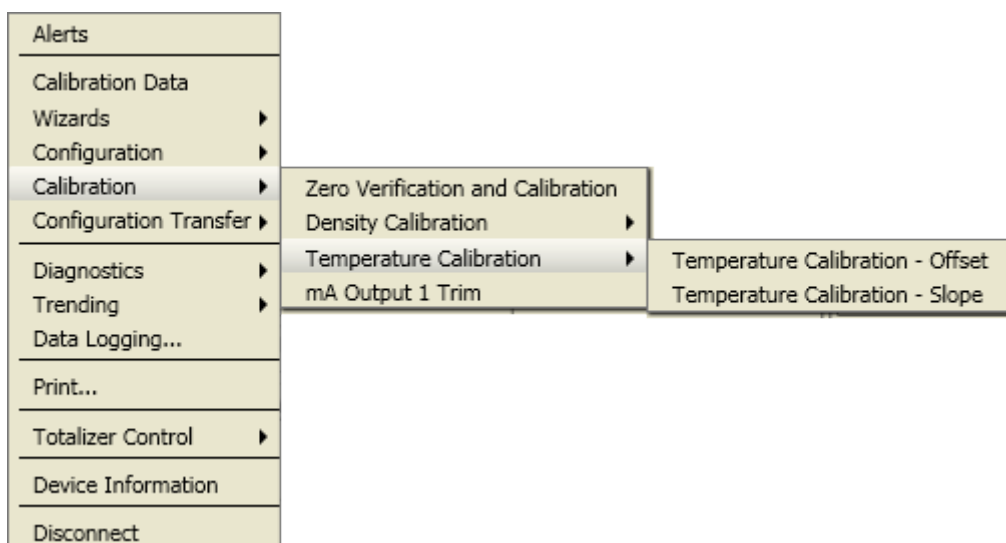 Alerts
Calibration Data
Wizards
Configuration
Calibration
Configuration Transfer
Diagnostics
Trending
Data Logging...
Print...
Totalizer Control
Device Information
Disconnect
Zero Verification and Calibration
Density Calibration
Temperature Calibration
mA Output 1 Trim
Temperature Calibration - Offset
Temperature Calibration - Slope